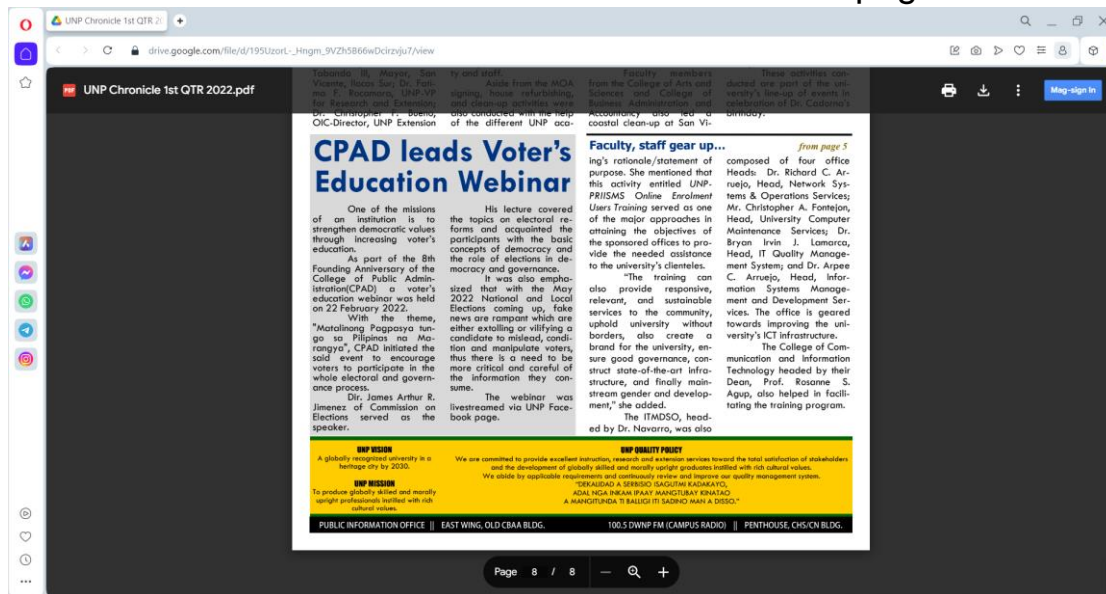 pag
UNP Chronicle 1st QTR 2(
drive.google.com/file/d/195UzorL-_Hngm_9VZh5B66wDcirzvju7/view
UNP Chronicle 1st QTR 2022.pdf
Mag-sign in
Tabanda III, Mayor, San
Vicente, Ilocos Sur; Dr. Fati-
ma F. Rocamora, UNP-VP
for Research and Extension;
Dr. Christopher F. Bueno,
OIC-Director, UNP Extension
ty and staff.
Aside from the MOA
signing, house refurbishing,
and clean-up activities were
also conducted with the help
of the different UNP aca-
Faculty members
from the College of Arts and
Sciences and College of
Business Administration and
Accountancy also led a
coastal clean-up at San Vi-
These activities con-
ducted are part of the uni-
versity's line-up of events in
celebration of Dr. Cadorna's
birthday.
CPAD leads Voter's
Education Webinar
One of the missions
of an institution is to
strengthen democratic values
through increasing voter's
education.
As part of the 8th
Founding Anniversary of the
College of Public Admin-
istration(CPAD) a voter's
education webinar was held
on 22 February 2022.
With the theme,
"Matalinong Pagpasya tun-
go sa Pilipinas na Ma-
rangya", CPAD initiated the
said event to encourage
voters to participate in the
whole electoral and govern-
ance process.
Dir. James Arthur R.
Jimenez of Commission on
Elections served as the
speaker.
His lecture covered
the topics on electoral re-
forms and acquainted the
participants with the basic
concepts of democracy and
the role of elections in de-
mocracy and governance.
It was also empha-
sized that with the May
2022 National and Local
Elections coming up, fake
news are rampant which are
either extolling or vilifying a
candidate to mislead, condi-
tion and manipulate voters,
thus there is a need to be
more critical and careful of
the information they con-
sume.
The webinar was
livestreamed via UNP Face-
book page.
Faculty, staff gear up...
from page 5
ing's rationale/statement of
purpose. She mentioned that
this activity entitled UNP-
PRIISMS Online Enrolment
Users Training served as one
of the major approaches in
attaining the objectives of
the sponsored offices to pro-
vide the needed assistance
to the university's clienteles.
"The training can
also provide responsive,
relevant, and sustainable
services to the community,
uphold university without
borders, also create a
brand for the university, en-
sure good governance, con-
struct state-of-the-art infra-
structure, and finally main-
stream gender and develop-
ment," she added.
The ITMDSO, head-
ed by Dr. Navarro, was also
composed of four office
Heads: Dr. Richard C. Ar-
ruejo, Head, Network Sys-
tems & Operations Services;
Mr. Christopher A. Fontejon,
Head, University Computer
Maintenance Services; Dr.
Bryan Irvin J. Lamarca,
Head, IT Quality Manage-
ment System; and Dr. Arpee
C. Arruejo, Head, Infor-
mation Systems Manage-
ment and Development Ser-
vices. The office is geared
towards improving the uni-
versity's ICT infrastructure.
The College of Com-
munication and Information
Technology headed by their
Dean, Prof. Rosanne S.
Agup, also helped in facili-
tating the training program.
UNP VISION
A globally recognized university in a
heritage city by 2030.
UNP MISSION
To produce globally skilled and morally
upright professionals instilled with rich
cultural values.
UNP QUALITY POLICY
We are committed to provide excellent instruction, research and extension services toward the total satisfaction of stakeholders
and the development of globally skilled and morally upright graduates instilled with rich cultural values.
We abide by applicable requirements and continuously review and improve our quality management system.
"DEKALIDAD A SERBISIO ISAGUTMI KADAKAYO,
ADAL NGA INKAM IPAAY MANGTUBAY KINATAO
A MANGITUNDA TI BALLIGI ITI SADINO MAN A DISSO."
PUBLIC INFORMATION OFFICE || EAST WING, OLD CBAA BLDG.
100.5 DWNP FM (CAMPUS RADIO) || PENTHOUSE, CHS/CN BLDG.
Page 8 / 8